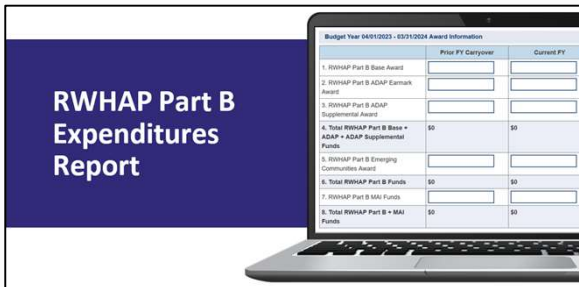 RWHAP Part B
Expenditures
Report
Budget Year 04/01/2023 - 03/31/2024 Award Information
Prior FY Carryover Current FY
1. RWHAP Part B Base Award
2. RWHAP Part B ADAP Earmark
Award
3. RWHAP Part B ADAP
Supplemental Award
4. Total RWHAP Part B Base + $0 $0
ADAP + ADAP Supplemental
Funds
5. RWHAP Part B Emerging
Communities Award
6. Total RWHAP Part B Funds $0 $0
7. RWHAP Part B MAI Funds
8. Total RWHAP Part B + MAI $0 $0
Funds